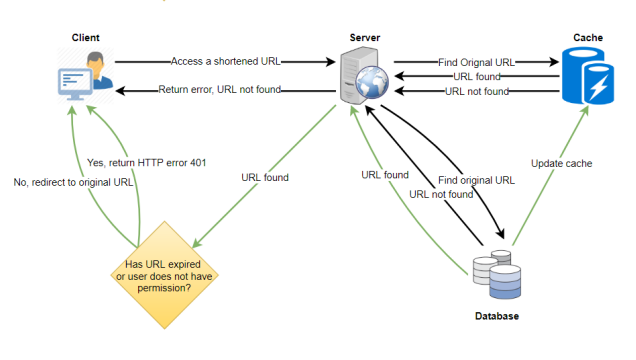 Client
Server
Cache
Access a shortened URL
Find Orignal URL
URL found
Return error, URL not found
URL not found
Yes, return HTTP error 401
No, redirect to original URL
URL found
URL found
Find original URL
URL not found
Update cache
Has URL expired
or user does not have
permission?
Database